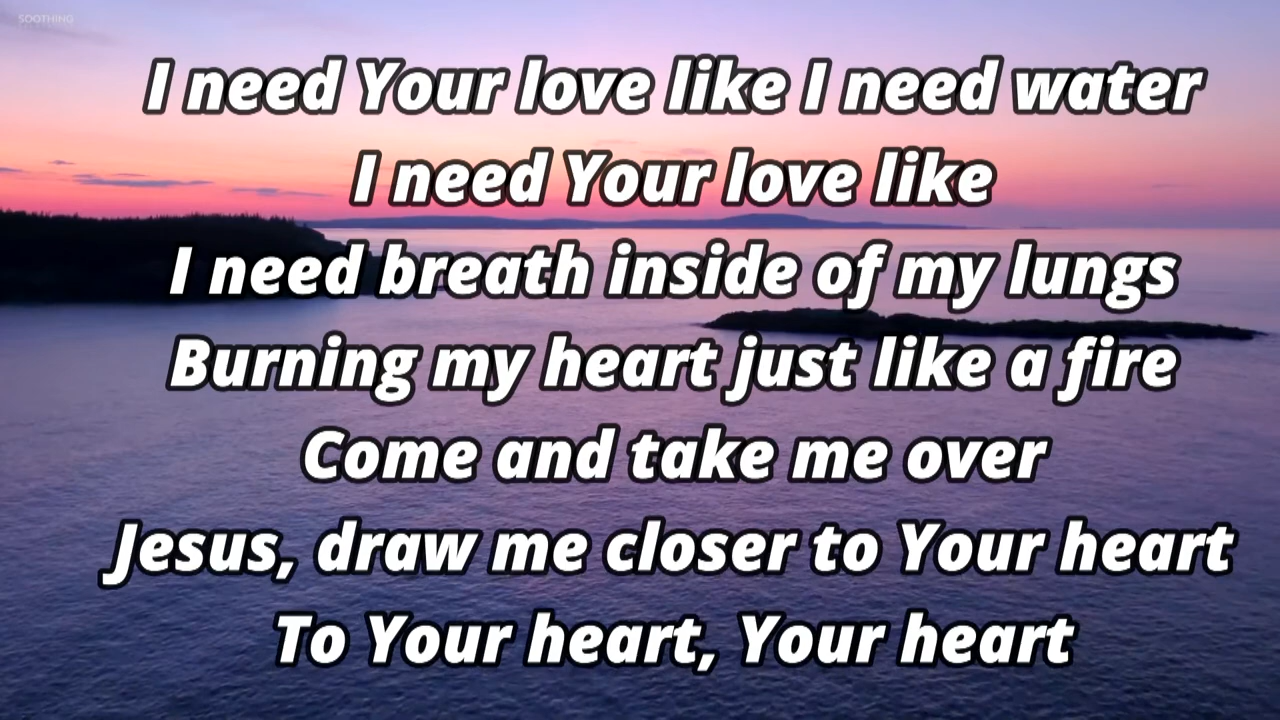 SOOTHING
I need Your love like I need water
I need Your love like
I need breath inside of my lungs
Burning my heart just like a fire
Come and take me over
Jesus, draw me closer to Your heart
To Your heart, Your heart